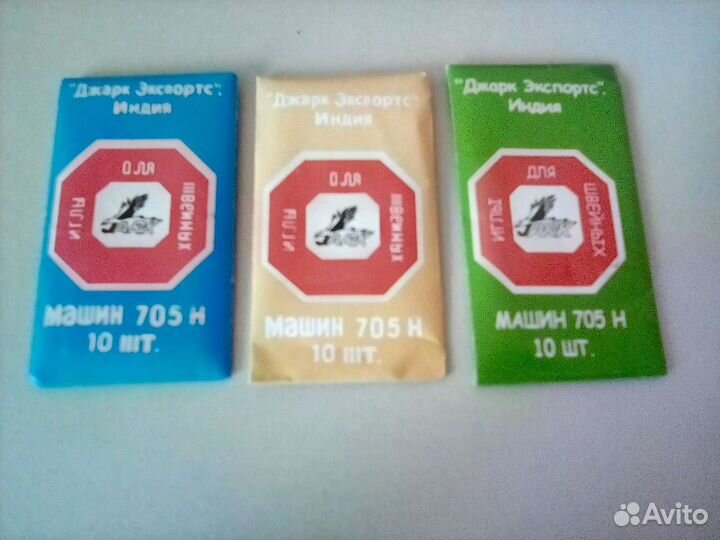 "Джарк Экспортс".
Индия
ИГЛЫ
ДЛЯ
ШВЕЙНЫХ
МАШИН 705 Н
10 ШТ.
"Джарк Экспортс".
Индия
ИГЛЫ
ДЛЯ
ШВЕЙНЫХ
МАШИН 705 Н
10 ШТ.
"Джарк Экспортс".
Индия
ИГЛЫ
ДЛЯ
ШВЕЙНЫХ
МАШИН 705 Н
10 ШТ.
Avito